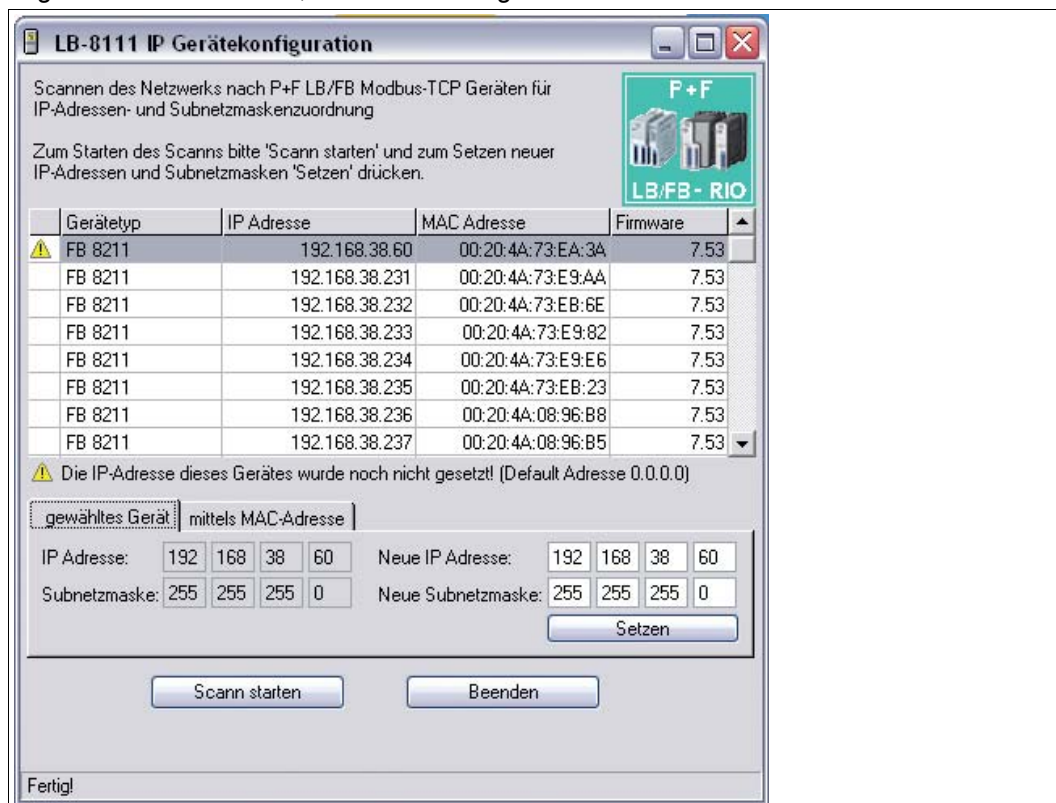 LB-8111 IP Gerätekonfiguration
Scannen des Netzwerks nach P+F LB/FB Modbus-TCP Geräten für
IP-Adressen- und Subnetzmaskenzuordnung
P+F
Zum Starten des Scanns bitte 'Scann starten' und zum Setzen neuer
IP-Adressen und Subnetzmasken 'Setzen' drücken.
LB/FB - RIO
Gerätetyp IP Adresse MAC Adresse Firmware
FB 8211 192.168.38.60 00:20:4A:73:EA:3A 7.53
FB 8211 192.168.38.231 00:20:4A:73:E9:AA 7.53
FB 8211 192.168.38.232 00:20:4A:73:EB:6E 7.53
FB 8211 192.168.38.233 00:20:4A:73:E9:82 7.53
FB 8211 192.168.38.234 00:20:4A:73:E9:E6 7.53
FB 8211 192.168.38.235 00:20:4A:73:EB:23 7.53
FB 8211 192.168.38.236 00:20:4A:08:96:B8 7.53
FB 8211 192.168.38.237 00:20:4A:08:96:B5 7.53
Die IP-Adresse dieses Gerätes wurde noch nicht gesetzt! (Default Adresse 0.0.0.0)
gewähltes Gerät mittels MAC-Adresse
IP Adresse: 192 168 38 60 Neue IP Adresse: 192 168 38 60
Subnetzmaske: 255 255 255 0 Neue Subnetzmaske: 255 255 255 0
Setzen
Scann starten Beenden
Fertig!